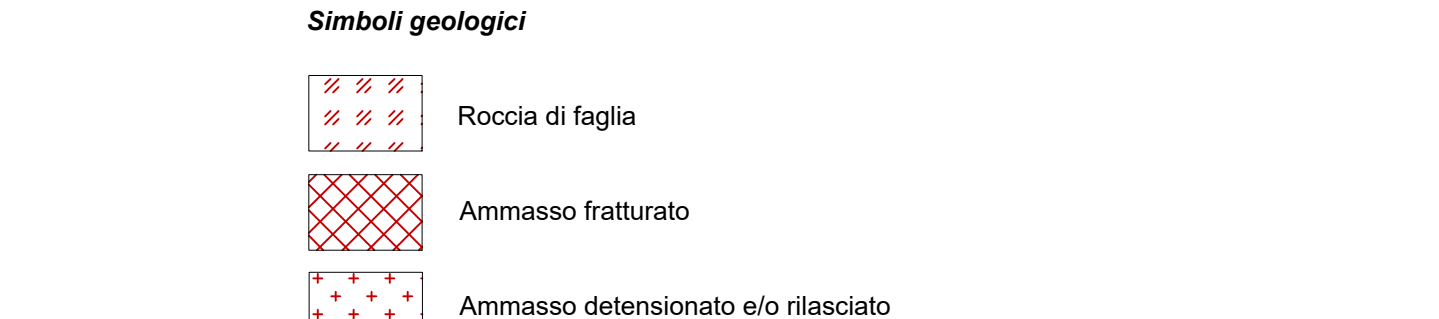 Simboli geologici
Roccia di faglia
Ammasso fratturato
Ammasso detensionato e/o rilasciato